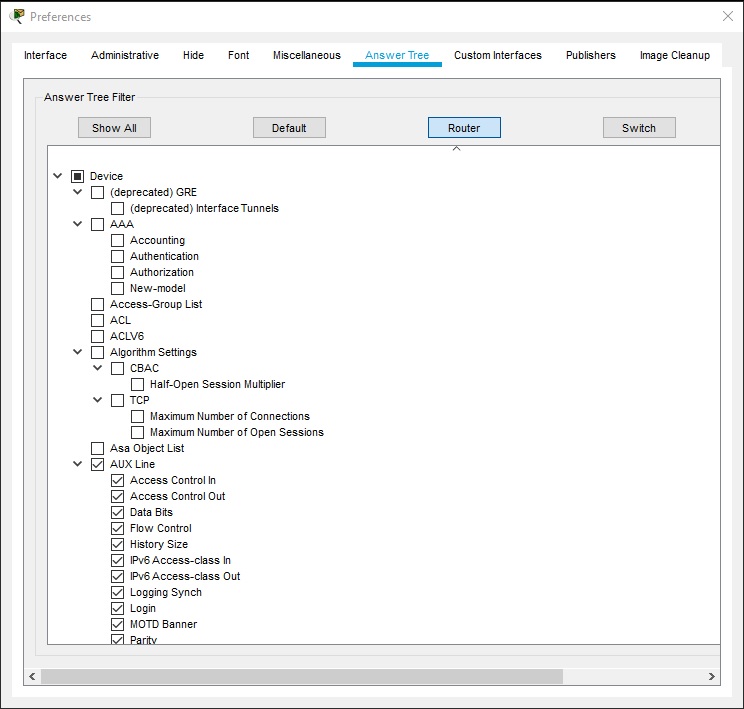 Preferences
Interface Administrative Hide Font Miscellaneous Answer Tree Custom Interfaces Publishers Image Cleanup
Answer Tree Filter
Show All Default Router Switch
Device
(deprecated) GRE
(deprecated) Interface Tunnels
AAA
Accounting
Authentication
Authorization
New-model
Access-Group List
ACL
ACLV6
Algorithm Settings
CBAC
Half-Open Session Multiplier
TCP
Maximum Number of Connections
Maximum Number of Open Sessions
Asa Object List
AUX Line
Access Control In
Access Control Out
Data Bits
Flow Control
History Size
IPv6 Access-class In
IPv6 Access-class Out
Logging Synch
Login
MOTD Banner
Parity